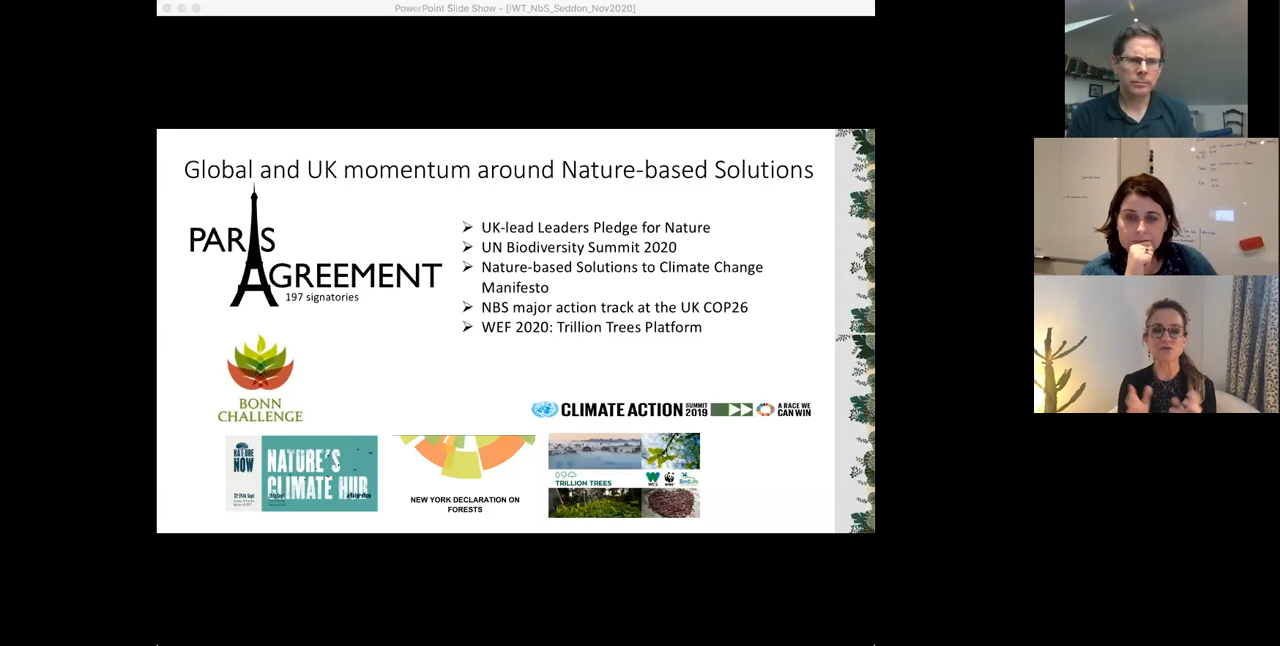 PowerPoint Slide Show - [IWT_NbS_Seddon_Nov2020]
Global and UK momentum around Nature-based Solutions
PARIS
AGREEMENT
197 signatories
UK-lead Leaders Pledge for Nature
UN Biodiversity Summit 2020
Nature-based Solutions to Climate Change
Manifesto
NBS major action track at the UK COP26
WEF 2020: Trillion Trees Platform
BONN
CHALLENGE
CLIMATE ACTION SUMMIT 2019 A RACE WE CAN WIN
NATURE NOW
NATURE'S
CLIMATE HUB
NEW YORK DECLARATION ON
FORESTS
TRILLION TREES
WCS WWF BirdLife